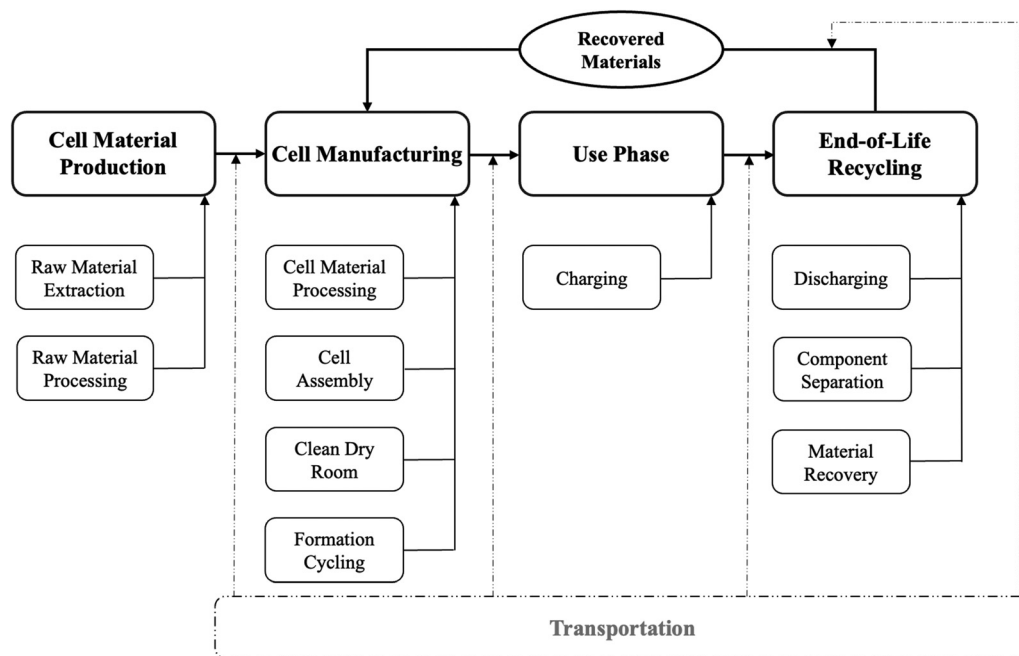 Recovered
Materials
Cell Material
Production
Cell Manufacturing
Use Phase
End-of-Life
Recycling
Raw Material
Extraction
Raw Material
Processing
Cell Material
Processing
Cell
Assembly
Clean Dry
Room
Formation
Cycling
Charging
Discharging
Component
Separation
Material
Recovery
Transportation